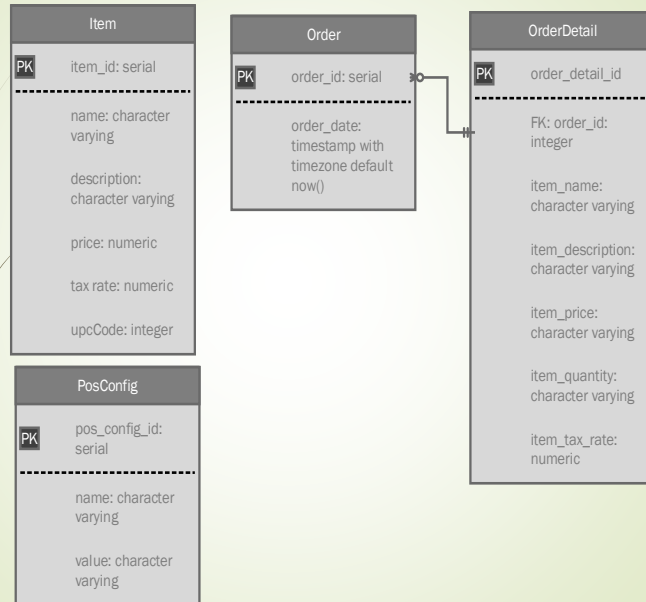 Item
PK
item_id: serial
name: character
varying
description:
character varying
price: numeric
tax rate: numeric
upcCode: integer
PosConfig
PK
pos_config_id:
serial
name: character
varying
value: character
varying
Order
PK
order_id: serial
order_date:
timestamp with
timezone default
now()
OrderDetail
PK
order_detail_id
FK: order_id:
integer
item_name:
character varying
item_description:
character varying
item_price:
character varying
item_quantity:
character varying
item_tax_rate:
numeric